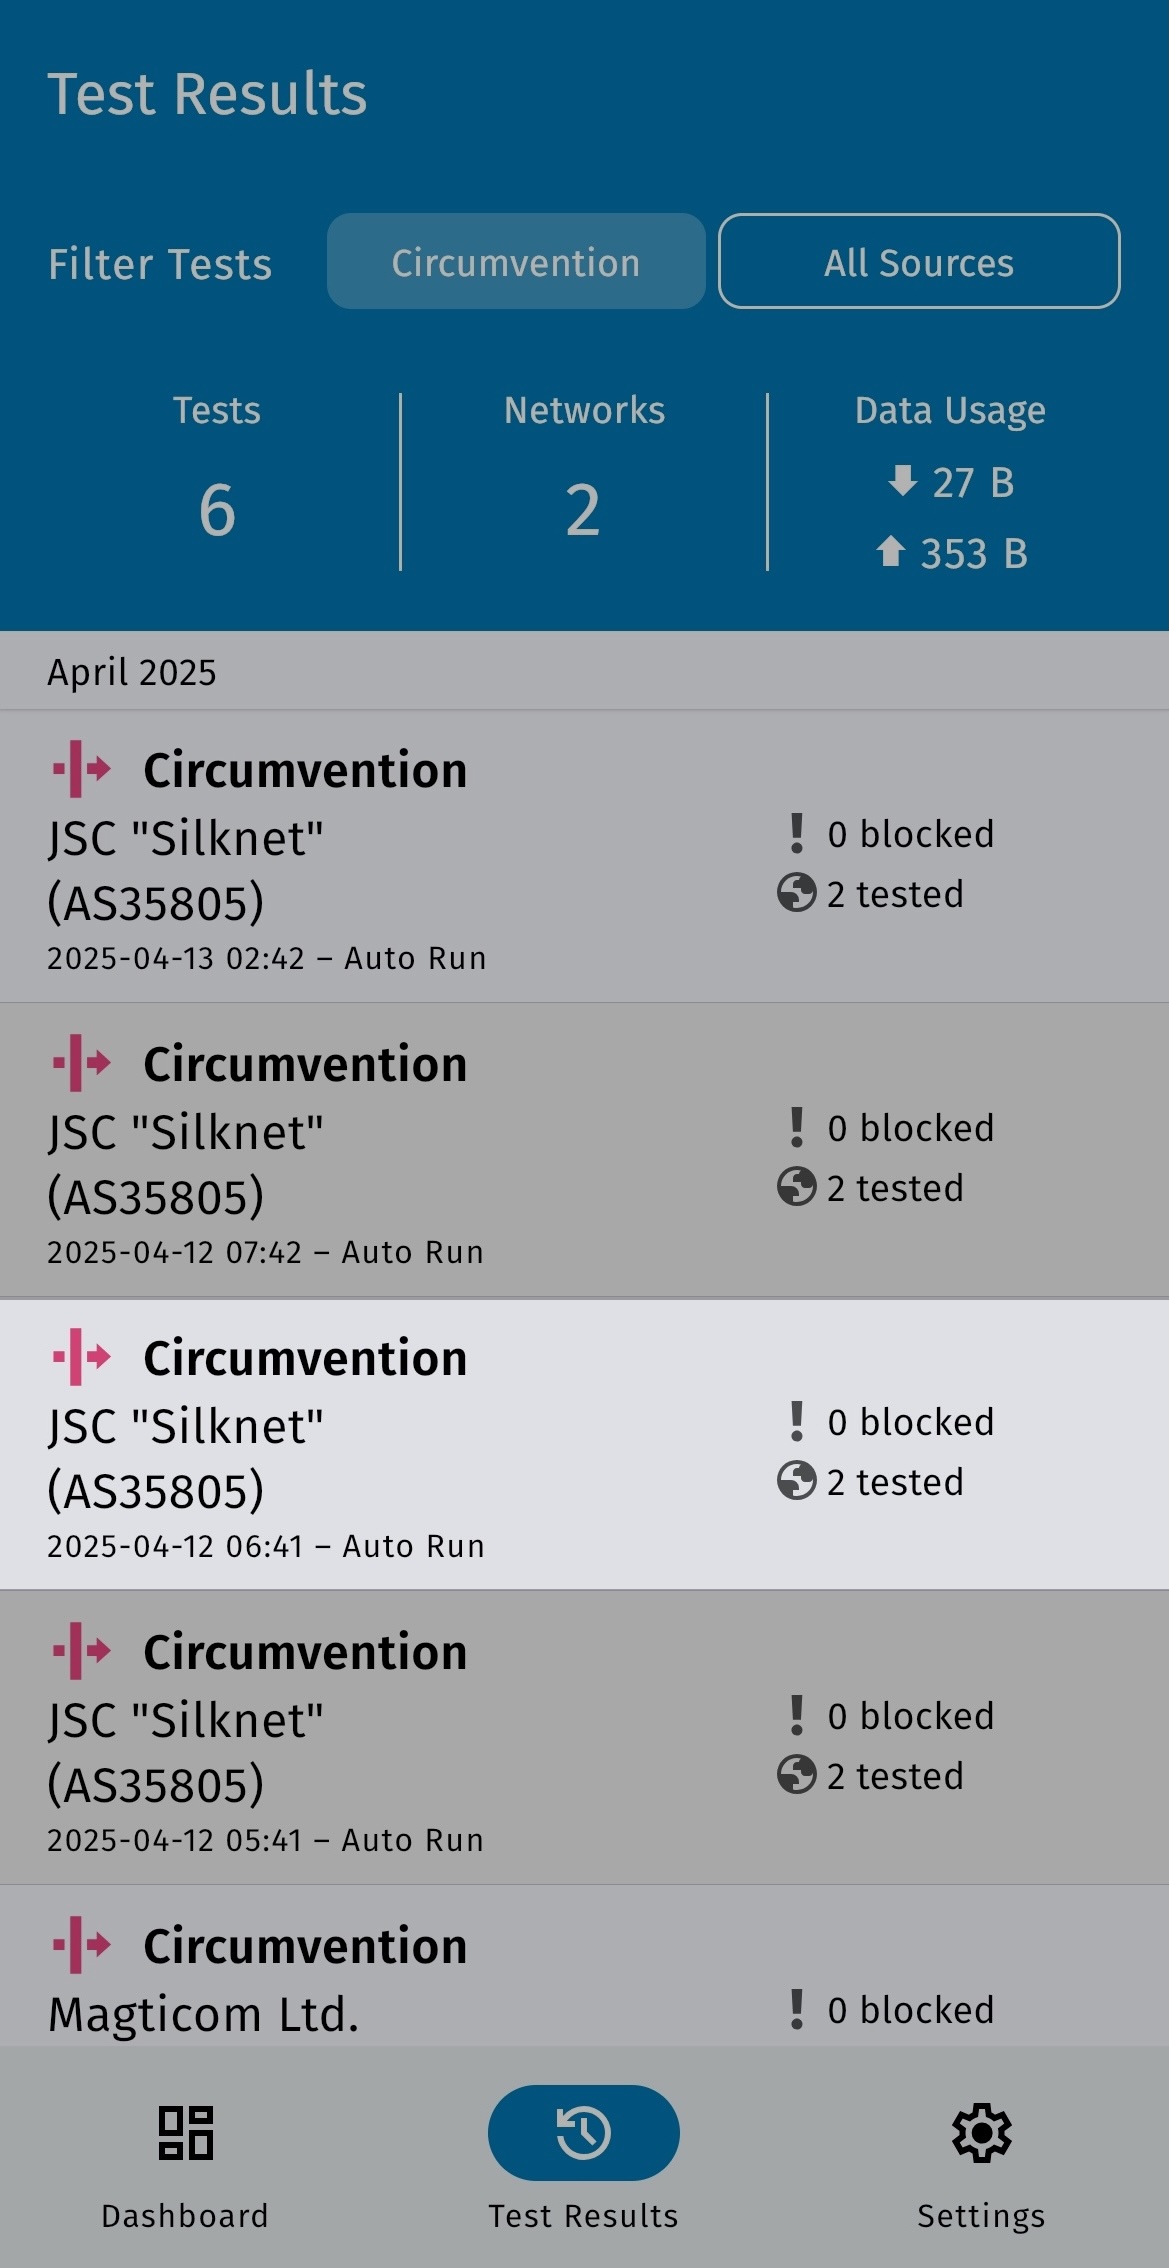 Test Results
Filter Tests
Circumvention
All Sources
Tests
Networks
Data Usage
6
2
27 B
353 B
April 2025
Circumvention
JSC "Silknet"
(AS35805)
0 blocked
2 tested
2025-04-13 02:42 – Auto Run
Circumvention
JSC "Silknet"
(AS35805)
0 blocked
2 tested
2025-04-12 07:42 – Auto Run
Circumvention
JSC "Silknet"
(AS35805)
0 blocked
2 tested
2025-04-12 06:41 – Auto Run
Circumvention
JSC "Silknet"
(AS35805)
0 blocked
2 tested
2025-04-12 05:41 – Auto Run
Circumvention
Magticom Ltd.
0 blocked
Dashboard
Test Results
Settings